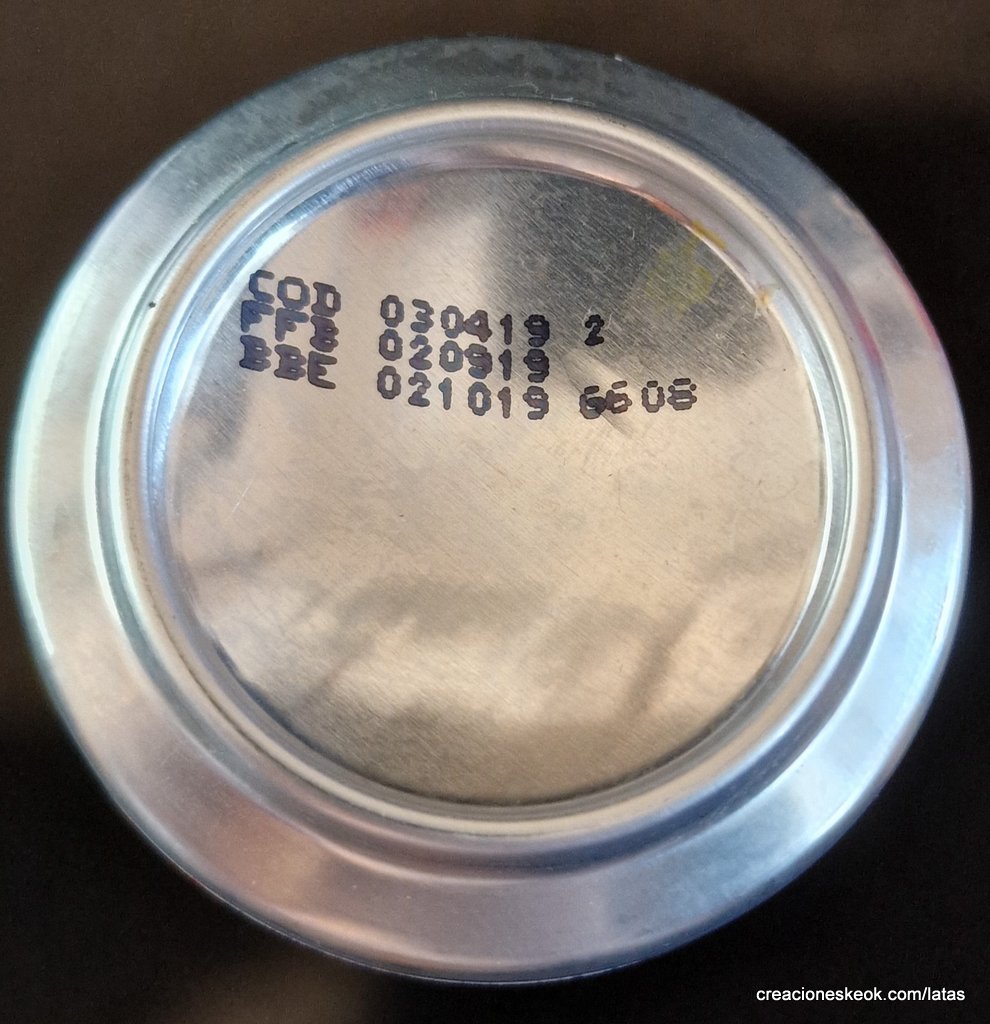 COD 030419 2
FFB 020919
BBE 021019 6608
creacioneskeok.com/latas